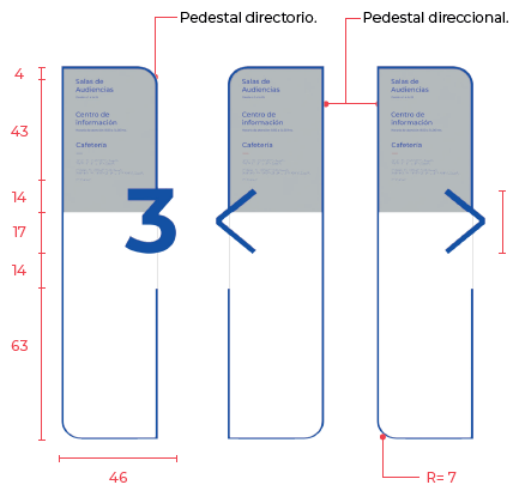 Pedestal directorio.
Pedestal direccional.
4
43
14
17
14
63
46
Salas de
Audiencias
Centro de
información
Cafetería
3
Salas de
Audiencias
Centro de
información
Cafetería
Salas de
Audiencias
Centro de
información
Cafetería
R= 7